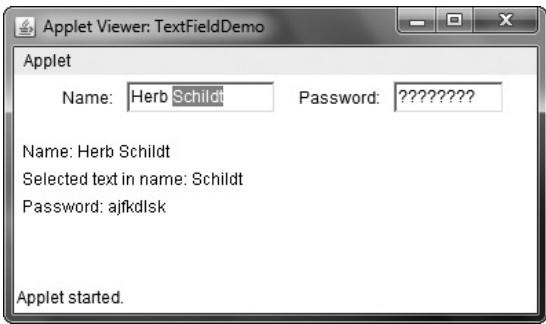 Applet Viewer: TextFieldDemo
Applet
Name: Herb Schildt Password: ????????
Name: Herb Schildt
Selected text in name: Schildt
Password: ajfkdlsk
Applet started.